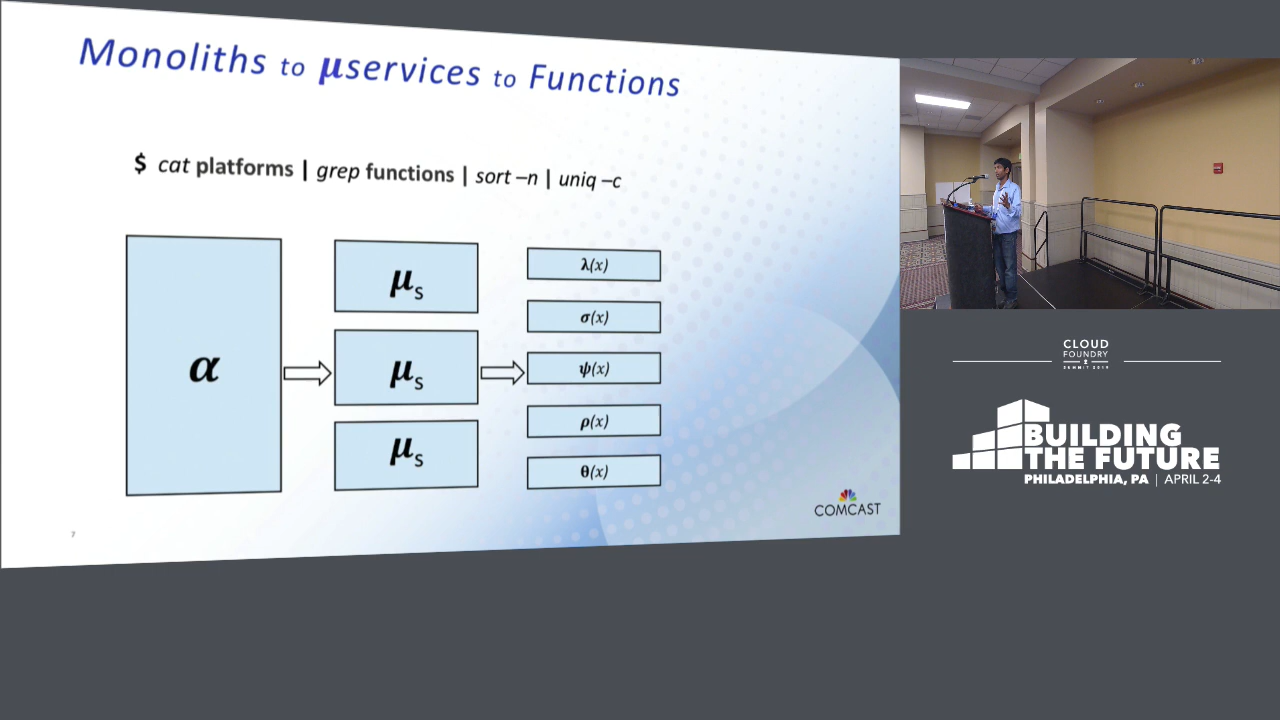 Monoliths to μservices to Functions
$ cat platforms | grep functions | sort –n | uniq –c
α
μs
μs
μs
λ(x)
σ(x)
ψ(x)
ρ(x)
θ(x)
7
COMCAST
CLOUD
FOUNDRY
SUMMIT 2019
BUILDING
THE FUTURE
PHILADELPHIA, PA | APRIL 2-4